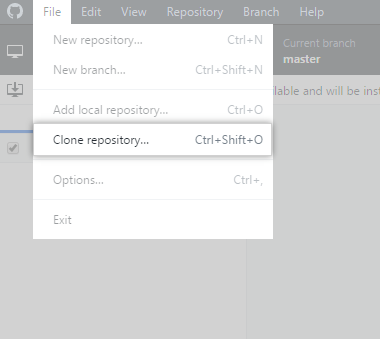 File Edit View Repository Branch Help
New repository... Ctrl+N
Current branch
master
New branch... Ctrl+Shift+N
lable and will be inst
Add local repository... Ctrl+O
Clone repository... Ctrl+Shift+O
Options... Ctrl+,
Exit